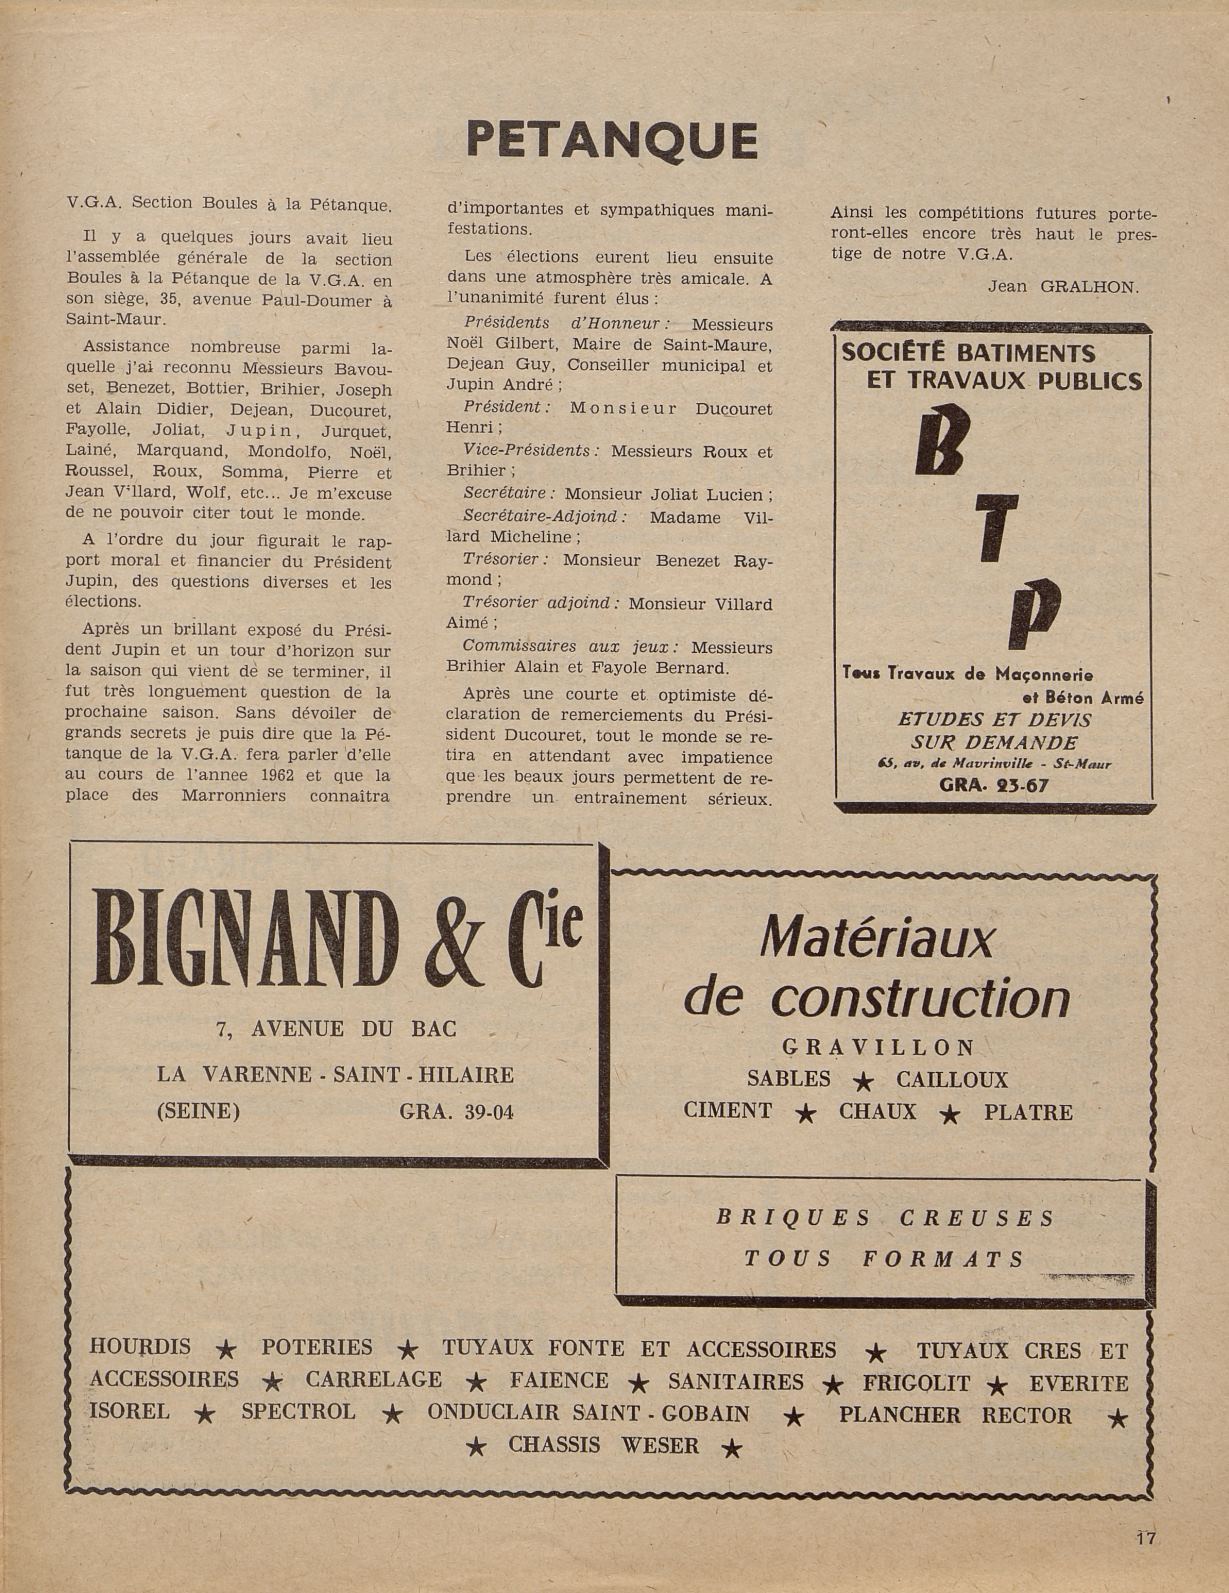 PETANQUE
V.G.A. Section Boules à la Pétanque.
Il y a quelques jours avait lieu
l'assemblée générale de la section
Boules à la Pétanque de la V.G.A. en
son siège, 35, avenue Paul-Doumer à
Saint-Maur.
Assistance nombreuse parmi la-
quelle j'ai reconnu Messieurs Bavou-
set, Benezet, Bottier, Brihier, Joseph
et Alain Didier, Dejean, Ducouret,
Fayolle, Joliat, Jupin, Jurquet,
Lainé, Marquand, Mondolfo, Noël,
Roussel, Roux, Somma, Pierre et
Jean Villard, Wolf, etc... Je m'excuse
de ne pouvoir citer tout le monde.
A l'ordre du jour figurait le rap-
port moral et financier du Président
Jupin, des questions diverses et les
élections.
Après un brillant exposé du Prési-
dent Jupin et un tour d'horizon sur
la saison qui vient de se terminer, il
fut très longuement question de la
prochaine saison. Sans dévoiler de
grands secrets je puis dire que la Pé-
tanque de la V.G.A. fera parler d'elle
au cours de l'annee 1962 et que la
place des Marronniers connaîtra
d'importantes et sympathiques mani-
festations.
Les élections eurent lieu ensuite
dans une atmosphère très amicale. A
l'unanimité furent élus :
Présidents d'Honneur : Messieurs
Noël Gilbert, Maire de Saint-Maure,
Dejean Guy, Conseiller municipal et
Jupin André ;
Président : Monsieur Ducouret
Henri ;
Vice-Présidents : Messieurs Roux et
Brihier ;
Secrétaire : Monsieur Joliat Lucien ;
Secrétaire-Adjoind : Madame Vil-
lard Micheline ;
Trésorier : Monsieur Benezet Ray-
mond ;
Trésorier adjoind : Monsieur Villard
Aimé ;
Commissaires aux jeux : Messieurs
Brihier Alain et Fayole Bernard.
Après une courte et optimiste dé-
claration de remerciements du Prési-
sident Ducouret, tout le monde se re-
tira en attendant avec impatience
que les beaux jours permettent de re-
prendre un entrainement sérieux.
Ainsi les compétitions futures porte-
ront-elles encore très haut le pres-
tige de notre V.G.A.
Jean GRALHON.
SOCIÉTÉ BATIMENTS
ET TRAVAUX PUBLICS
B
T
P
Tous Travaux de Maçonnerie
et Béton Armé
ETUDES ET DEVIS
SUR DEMANDE
65, av, de Mavrinville - St-Maur
GRA. 23-67
BIGNAND & Cie
7, AVENUE DU BAC
LA VARENNE - SAINT - HILAIRE
(SEINE) GRA. 39-04
Matériaux
de construction
GRAVILLON
SABLES ★ CAILLOUX
CIMENT ★ CHAUX ★ PLATRE
BRIQUES CREUSES
TOUS FORMATS
HOURDIS ★ POTERIES ★ TUYAUX FONTE ET ACCESSOIRES ★ TUYAUX CRES ET
ACCESSOIRES ★ CARRELAGE ★ FAIENCE ★ SANITAIRES ★ FRIGOLIT ★ EVERITE
ISOREL ★ SPECTROL ★ ONDUCLAIR SAINT - GOBAIN ★ PLANCHER RECTOR ★
★ CHASSIS WESER ★
17